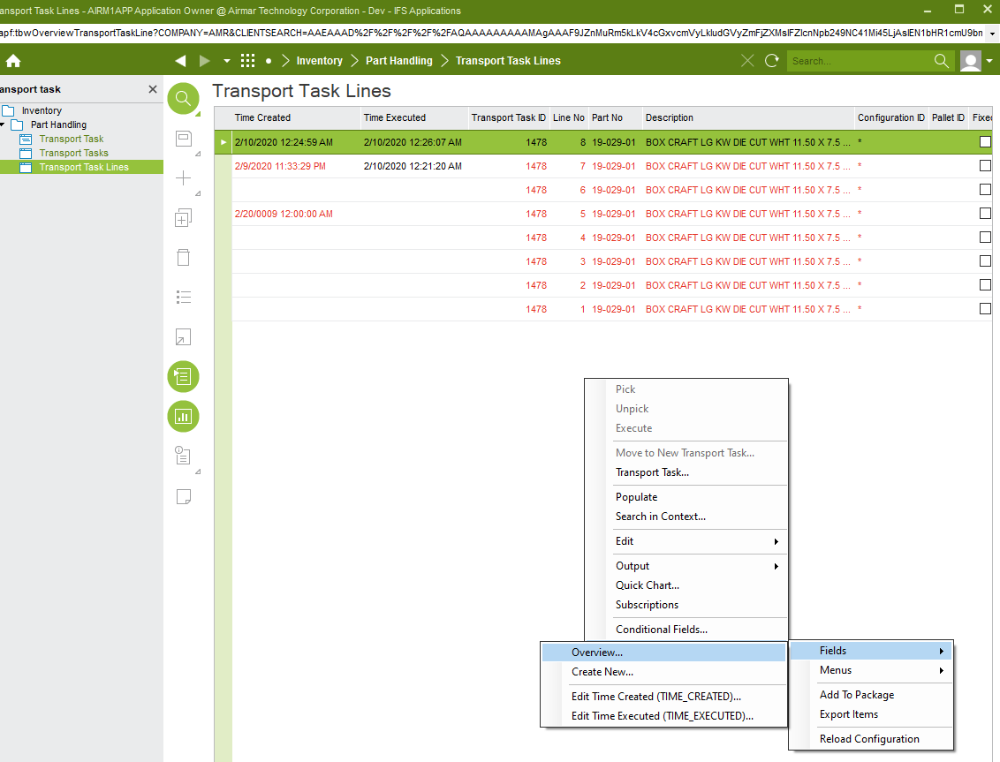 ansport Task Lines - AIRM1APP Application Owner @ Airmar Technology Corporation - Dev - IFS Applications
Inventory
Part Handling
Transport Task Lines
Search...
ansport task
Inventory
Part Handling
Transport Task
Transport Tasks
Transport Task Lines
Transport Task Lines
Time Created Time Executed Transport Task ID Line No Part No Description Configuration ID Pallet ID Fixed
2/10/2020 12:24:59 AM 2/10/2020 12:26:07 AM 1478 8 19-029-01 BOX CRAFT LG KW DIE CUT WHT 11.50 X 7.5 ... *
2/9/2020 11:33:29 PM 2/10/2020 12:21:20 AM 1478 7 19-029-01 BOX CRAFT LG KW DIE CUT WHT 11.50 X 7.5 ... *
1478 6 19-029-01 BOX CRAFT LG KW DIE CUT WHT 11.50 X 7.5 ... *
2/20/0009 12:00:00 AM 1478 5 19-029-01 BOX CRAFT LG KW DIE CUT WHT 11.50 X 7.5 ... *
1478 4 19-029-01 BOX CRAFT LG KW DIE CUT WHT 11.50 X 7.5 ... *
1478 3 19-029-01 BOX CRAFT LG KW DIE CUT WHT 11.50 X 7.5 ... *
1478 2 19-029-01 BOX CRAFT LG KW DIE CUT WHT 11.50 X 7.5 ... *
1478 1 19-029-01 BOX CRAFT LG KW DIE CUT WHT 11.50 X 7.5 ... *
Pick
Unpick
Execute
Move to New Transport Task...
Transport Task...
Populate
Search in Context...
Edit
Output
Quick Chart...
Subscriptions
Conditional Fields...
Overview...
Create New...
Edit Time Created (TIME_CREATED)...
Edit Time Executed (TIME_EXECUTED)...
Fields
Menus
Add To Package
Export Items
Reload Configuration